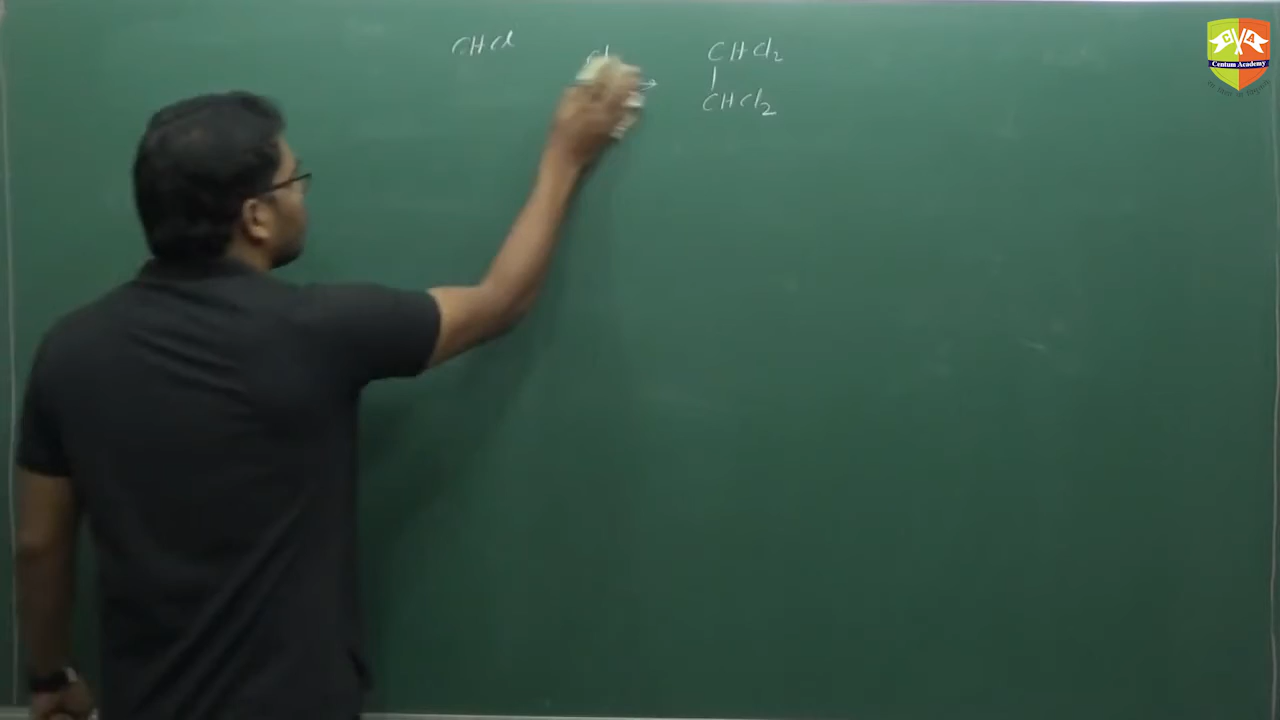 CHCl
Cl
→
CHCl₂
|
CHCl₂
C A
Centum Academy